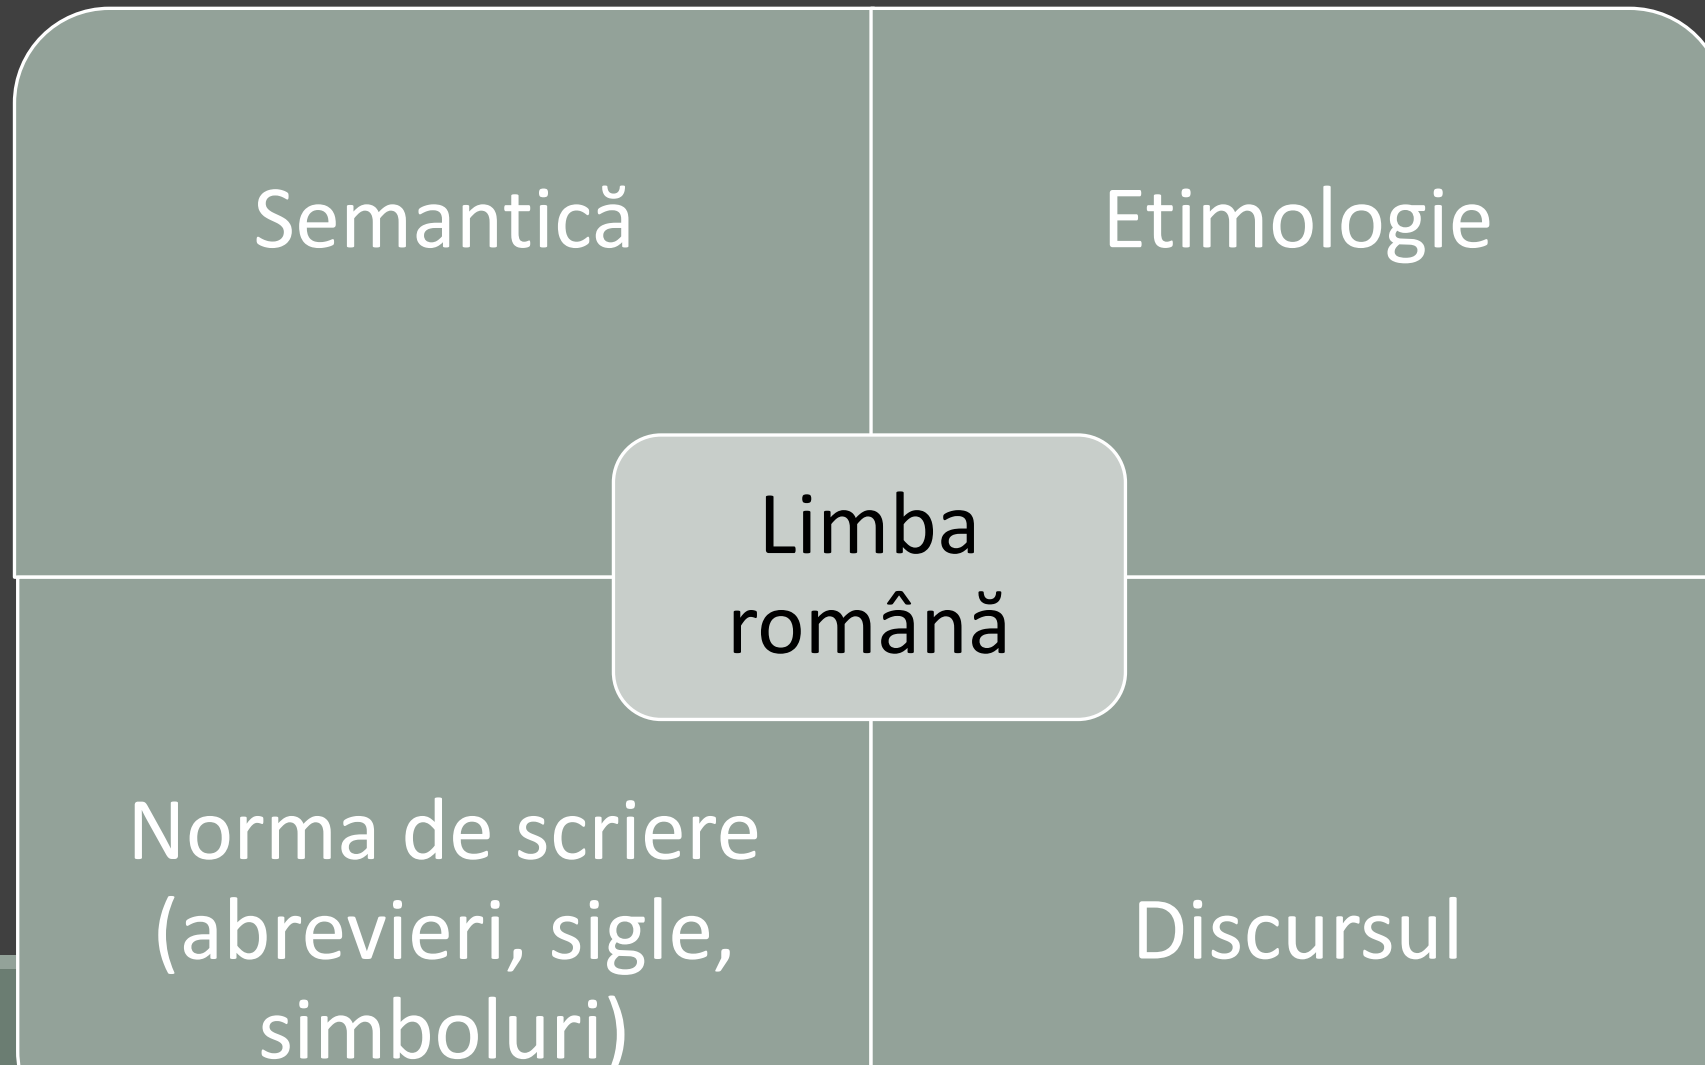 Semantică
Etimologie
Limba
română
Norma de scriere
(abrevieri, sigle,
simboluri)
Discursul